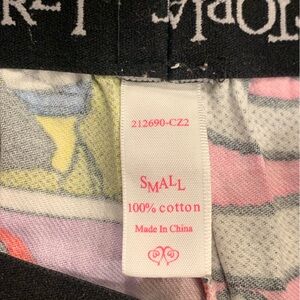 212690-CZ2
SMALL
100% cotton
Made In China